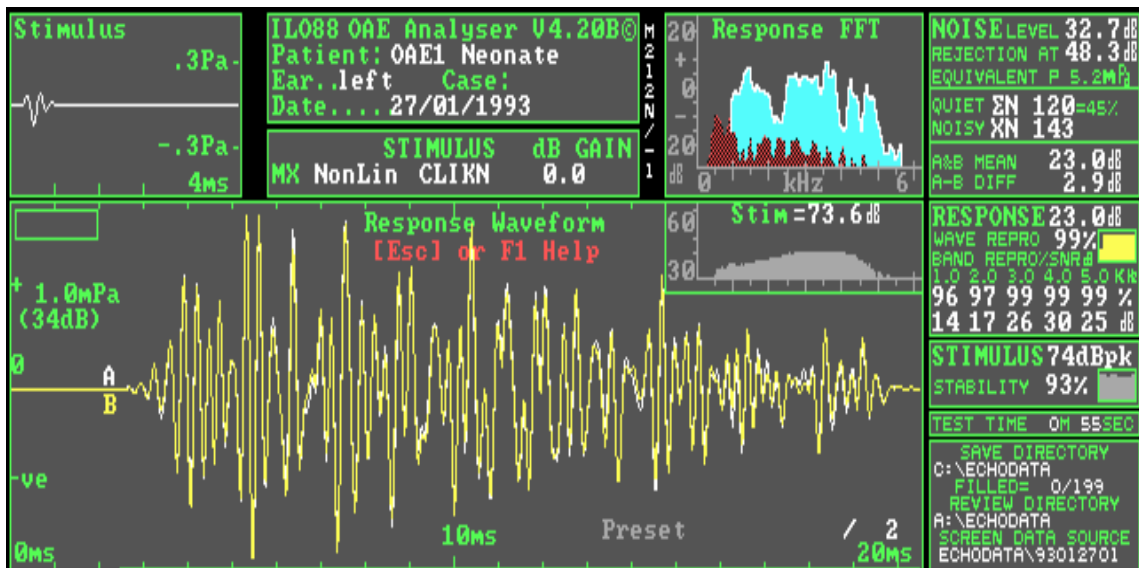 Stimulus
.3Pa-
-.3Pa-
4ms
ILO88 OAE Analyser V4.20B©
Patient: OAE1 Neonate
Ear..left Case:
Date.... 27/01/1993
STIMULUS dB GAIN
MX NonLin CLIKN 0.0
M212N/-1
Response FFT
20
+
0
-
20
dB
0 kHz 6
NOISE LEVEL 32.7dB
REJECTION AT 48.3dB
EQUIVALENT P 5.2mPa
QUIET ΣN 120=45%
NOISY XN 143
A&B MEAN 23.0dB
A-B DIFF 2.9dB
RESPONSE 23.0dB
WAVE REPRO 99%
BAND REPRO%SNRdB
1.0 2.0 3.0 4.0 5.0 KHz
96 97 99 99 99 %
14 17 26 30 25 dB
STIMULUS 74dBpk
STABILITY 93%
TEST TIME 0M 55SEC
SAVE DIRECTORY
C:\ECHODATA
FILLED= 0/199
REVIEW DIRECTORY
A:\ECHODATA
SCREEN DATA SOURCE
ECHODATA\93012701
Response Waveform
[Esc] or F1 Help
60
Stim=73.6dB
30
+ 1.0mPa
(34dB)
0
A
B
-ve
0ms
10ms
Preset
/ 2
20ms